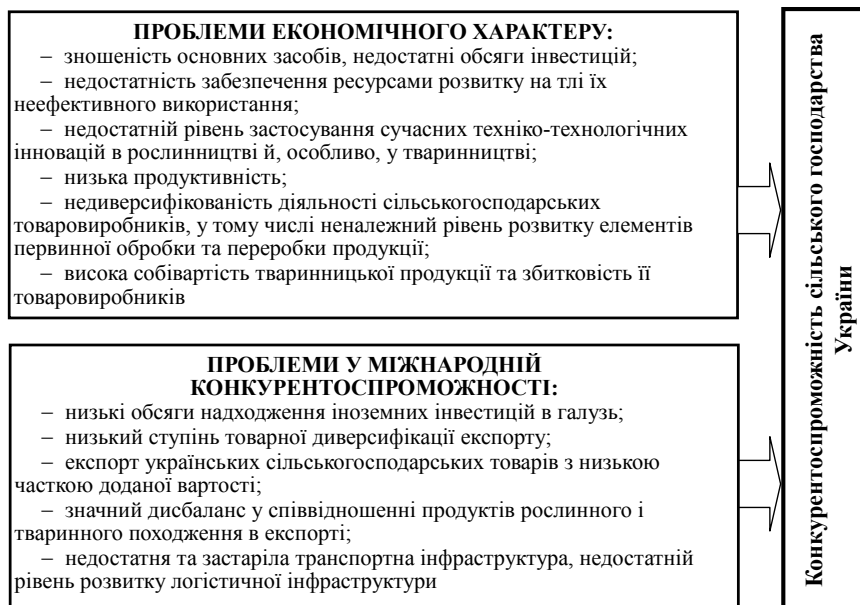 ПРОБЛЕМИ ЕКОНОМІЧНОГО ХАРАКТЕРУ:
– зношеність основних засобів, недостатні обсяги інвестицій;
– недостатність забезпечення ресурсами розвитку на тлі їх
неефективного використання;
– недостатній рівень застосування сучасних техніко-технологічних
інновацій в рослинництві й, особливо, у тваринництві;
– низька продуктивність;
– недиверсифікованість діяльності сільськогосподарських
товаровиробників, у тому числі неналежний рівень розвитку елементів
первинної обробки та переробки продукції;
– висока собівартість тваринницької продукції та збитковість її
товаровиробників
ПРОБЛЕМИ У МІЖНАРОДНІЙ
КОНКУРЕНТОСПРОМОЖНОСТІ:
– низькі обсяги надходження іноземних інвестицій в галузь;
– низький ступінь товарної диверсифікації експорту;
– експорт українських сільськогосподарських товарів з низькою
часткою доданої вартості;
– значний дисбаланс у співвідношенні продуктів рослинного і
тваринного походження в експорті;
– недостатня та застаріла транспортна інфраструктура, недостатній
рівень розвитку логістичної інфраструктури
Конкурентоспроможність сільського господарства
України